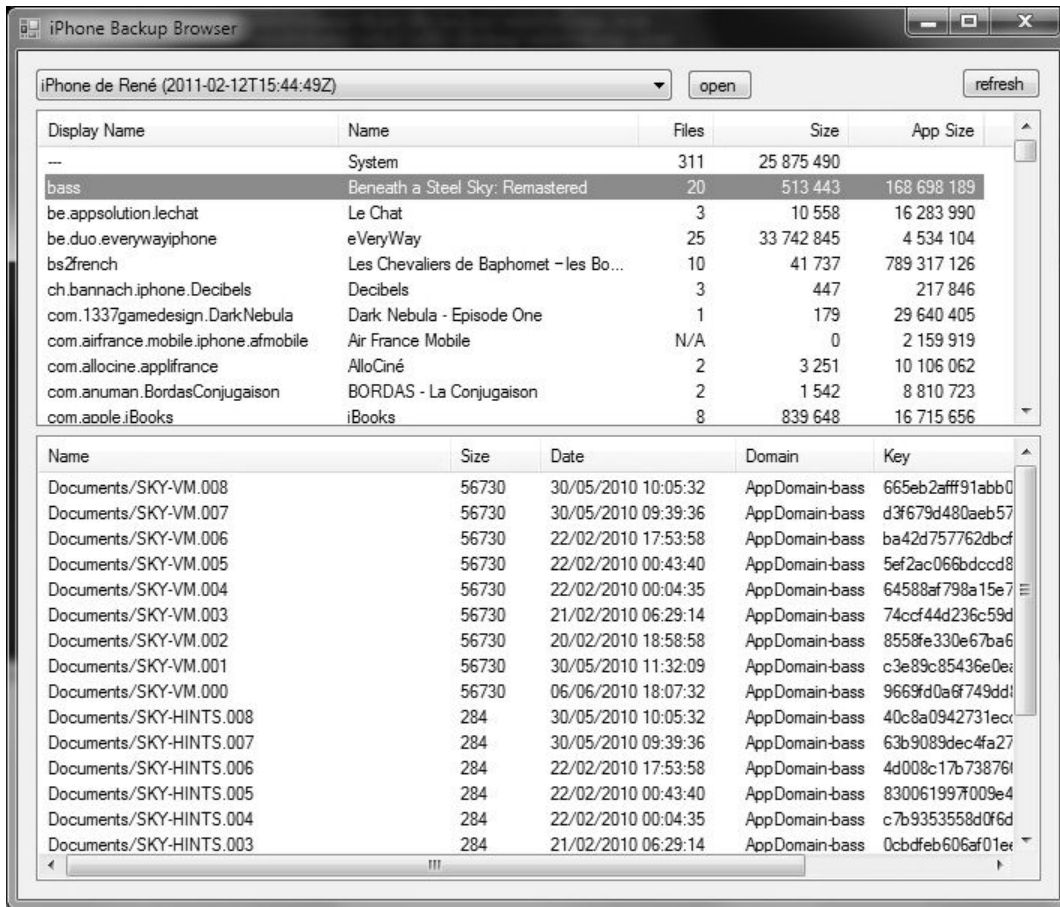 iPhone Backup Browser
iPhone de René (2011-02-12T15:44:49Z) open refresh
Display Name Name Files Size App Size
--- System 311 25 875 490
bass Beneath a Steel Sky: Remastered 20 513 443 168 698 189
be.appsolution.lechat Le Chat 3 10 558 16 283 990
be.duo.everywayiphone eVeryWay 25 33 742 845 4 534 104
bs2french Les Chevaliers de Baphomet – les Bo... 10 41 737 789 317 126
ch.bannach.iphone.Decibels Decibels 3 447 217 846
com.1337gamedesign.DarkNebula Dark Nebula - Episode One 1 179 29 640 405
com.airfrance.mobile.iphone.afmobile Air France Mobile N/A 0 2 159 919
com.allocine.applifrance AlloCiné 2 3 251 10 106 062
com.anuman.BordasConjugaison BORDAS - La Conjugaison 2 1 542 8 810 723
com.apple.iBooks iBooks 8 839 648 16 715 656
Name Size Date Domain Key
Documents/SKY-VM.008 56730 30/05/2010 10:05:32 AppDomain-bass 665eb2afff91abb0
Documents/SKY-VM.007 56730 30/05/2010 09:39:36 AppDomain-bass d3f679d480aeb57
Documents/SKY-VM.006 56730 22/02/2010 17:53:58 AppDomain-bass ba42d757762dbcf
Documents/SKY-VM.005 56730 22/02/2010 00:43:40 AppDomain-bass 5ef2ac066bdccd8
Documents/SKY-VM.004 56730 22/02/2010 00:04:35 AppDomain-bass 64588af798a15e7
Documents/SKY-VM.003 56730 21/02/2010 06:29:14 AppDomain-bass 74ccf44d236c59d
Documents/SKY-VM.002 56730 20/02/2010 18:58:58 AppDomain-bass 8558fe330e67ba6
Documents/SKY-VM.001 56730 30/05/2010 11:32:09 AppDomain-bass c3e89c85436e0ea
Documents/SKY-VM.000 56730 06/06/2010 18:07:32 AppDomain-bass 9669fd0a6f749dd8
Documents/SKY-HINTS.008 284 30/05/2010 10:05:32 AppDomain-bass 40c8a0942731ecc
Documents/SKY-HINTS.007 284 30/05/2010 09:39:36 AppDomain-bass 63b9089dec4fa27
Documents/SKY-HINTS.006 284 22/02/2010 17:53:58 AppDomain-bass 4d008c17b738766
Documents/SKY-HINTS.005 284 22/02/2010 00:43:40 AppDomain-bass 830061997f009e4
Documents/SKY-HINTS.004 284 22/02/2010 00:04:35 AppDomain-bass c7b9353558d0f6d
Documents/SKY-HINTS.003 284 21/02/2010 06:29:14 AppDomain-bass 0cbdfeb606af01ee